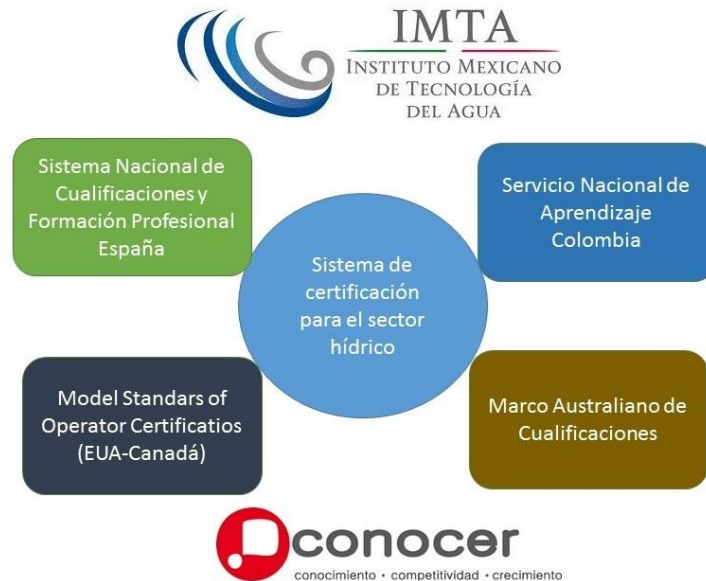 IMTA
INSTITUTO MEXICANO
DE TECNOLOGÍA
DEL AGUA
Sistema Nacional de
Cualificaciones y
Formación Profesional
España
Servicio Nacional de
Aprendizaje
Colombia
Sistema de
certificación
para el sector
hídrico
Model Standars of
Operator Certificatios
(EUA-Canadá)
Marco Australiano de
Cualificaciones
conocer
conocimiento • competitividad • crecimiento